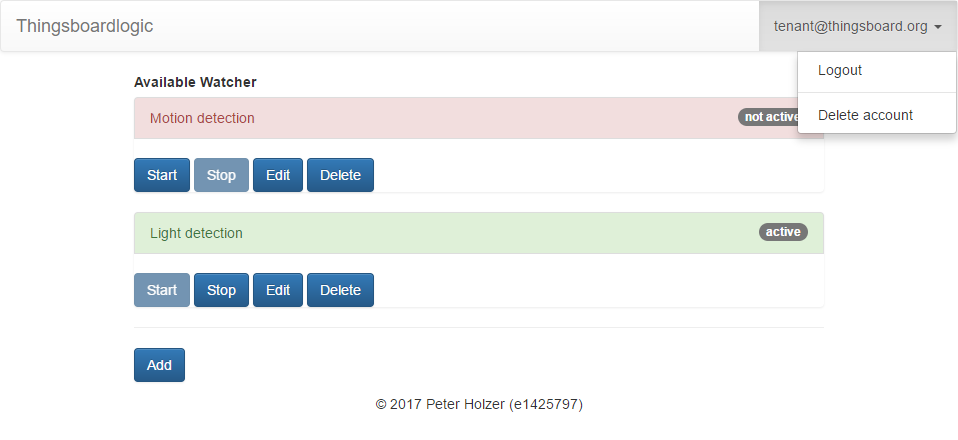 Thingsboardlogic
tenant@thingsboard.org
Logout
Delete account
Available Watcher
Motion detection
not active
Start Stop Edit Delete
Light detection
active
Start Stop Edit Delete
Add
© 2017 Peter Holzer (e1425797)